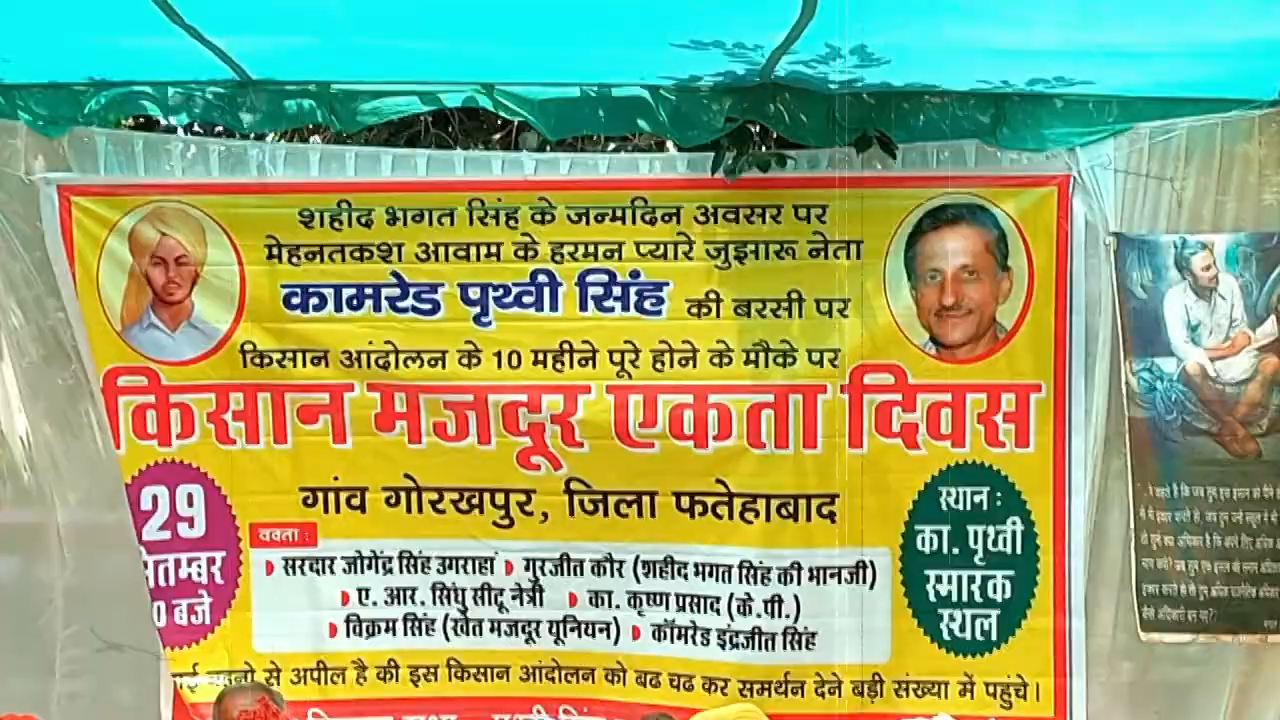 शहीद भगत सिंह के जन्मदिन अवसर पर
मेहनतकश आवाम के हरमन प्यारे जुझारू नेता
कामरेड पृथ्वी सिंह की बरसी पर
किसान आंदोलन के 10 महीने पूरे होने के मौके पर
किसान मजदूर एकता दिवस
गांव गोरखपुर, जिला फतेहाबाद
29
बजे
स्थान :
का. पृथ्वी
स्मारक
स्थल
वक्ता :
सरदार जोगेंद्र सिंह उगराहां गुरजीत कौर (शहीद भगत सिंह की भानजी)
ए. आर. सिंधु सीटू नेत्री का. कृष्ण प्रसाद (के.पी.)
विक्रम सिंह (खेत मजदूर यूनियन) कॉमरेड इंद्रजीत सिंह
से अपील है की इस किसान आंदोलन को बढ चढ कर समर्थन देने बड़ी संख्या में पहुंचे।